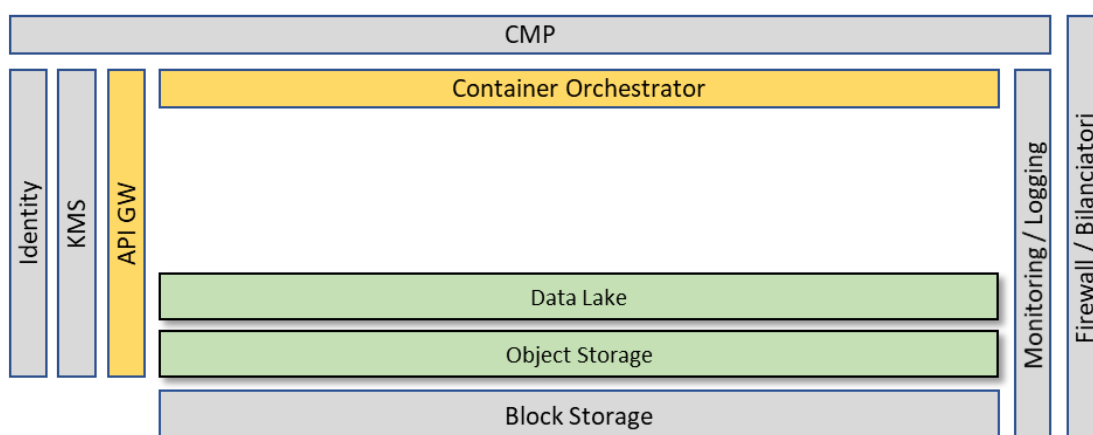 CMP
Container Orchestrator
Identity
KMS
API GW
Data Lake
Object Storage
Block Storage
Monitoring / Logging
Firewall / Bilanciatori